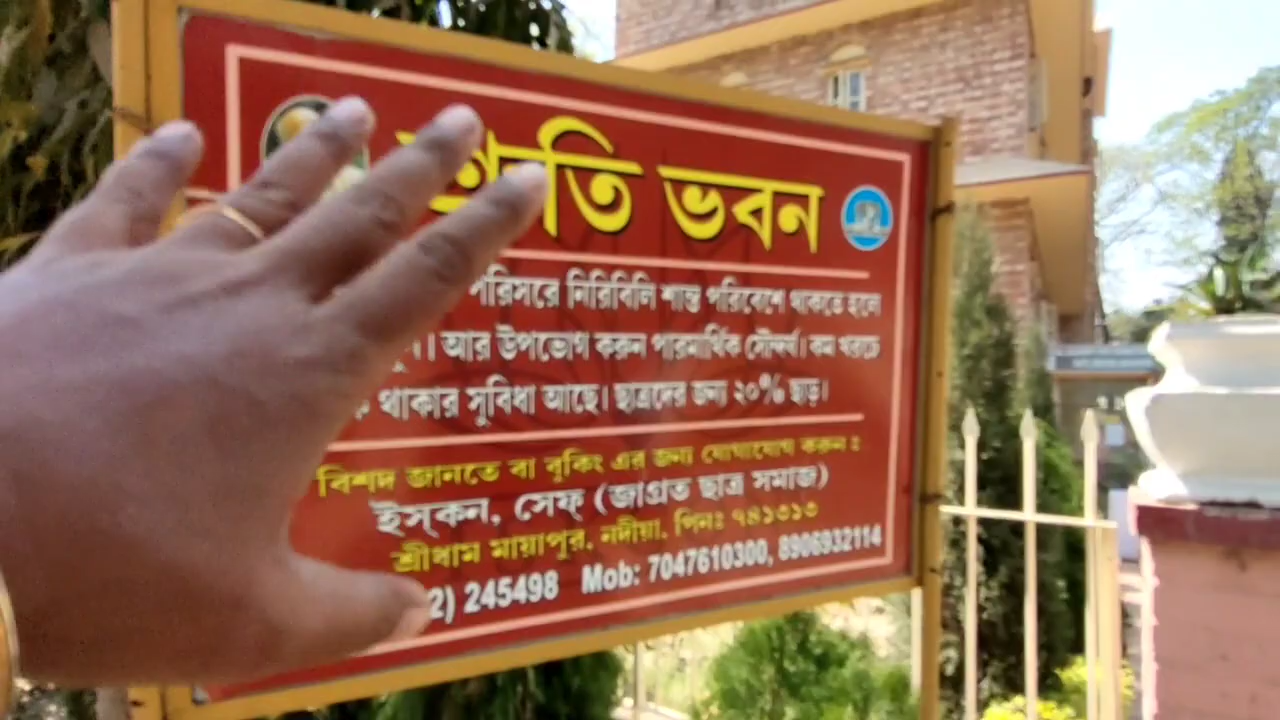 ভবন
পরিসরে নিরিবিলি শান্ত পরিবেশে থাকতে হলে
। আর উপভোগ করুন পারমার্থিক সৌন্দর্য। কম খরচে
থাকার সুবিধা আছে। ছাত্রদের জন্য ২০% ছাড়।
বিশদ জানতে বা বুকিং এর জন্য যোগাযোগ করুন ঃ
ইস্‌কন, সেফ্ (জাগ্রত ছাত্র সমাজ)
শ্রীধাম মায়াপুর, নদীয়া, পিনঃ ৭৪১৩১৩
2) 245498 Mob: 7047610300, 8906932114